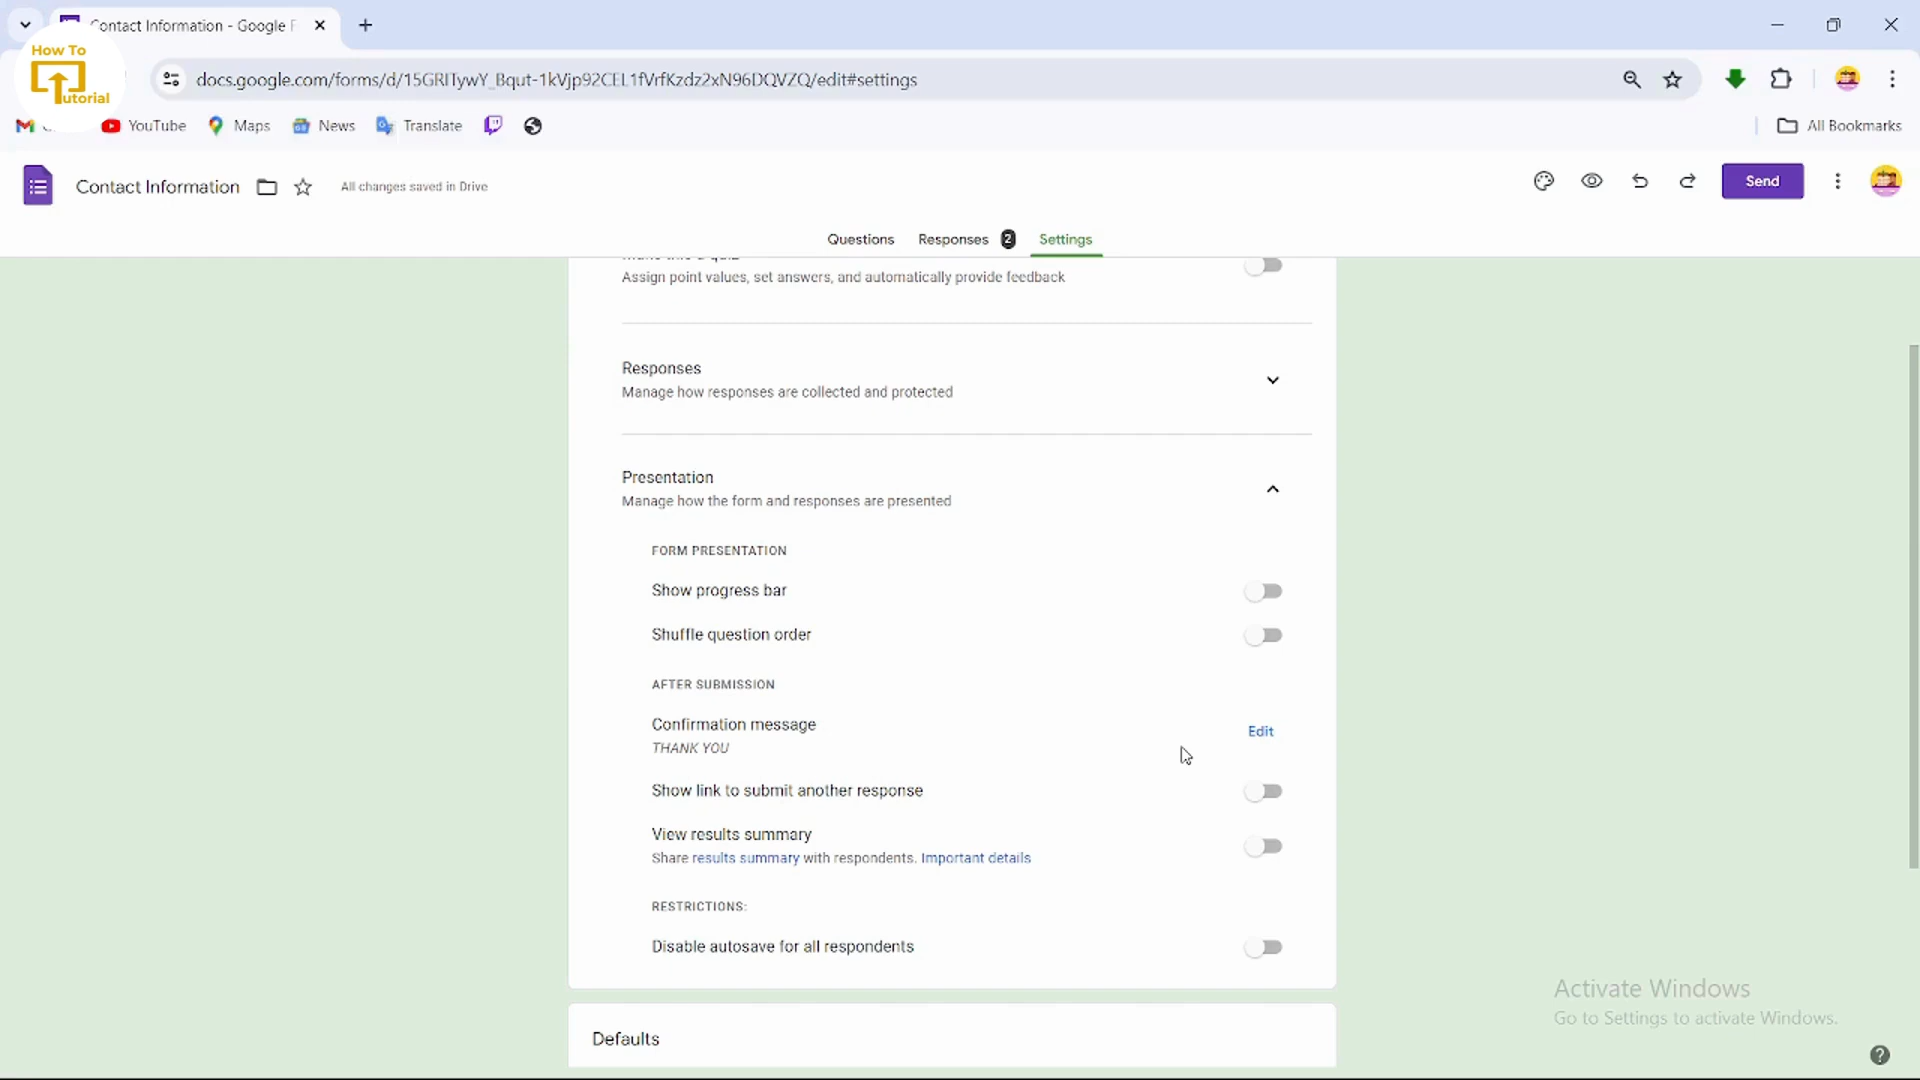 Contact Information - Google F
How To
Tutorial
docs.google.com/forms/d/15GRITywY_Bqut-1kVjp92CEL1fVrfKzdz2xN96DQVZQ/edit#settings
YouTube
Maps
News
Translate
All Bookmarks
Contact Information
All changes saved in Drive
Send
Questions
Responses 2
Settings
Make this a quiz
Assign point values, set answers, and automatically provide feedback
Responses
Manage how responses are collected and protected
Presentation
Manage how the form and responses are presented
FORM PRESENTATION
Show progress bar
Shuffle question order
AFTER SUBMISSION
Confirmation message
Edit
THANK YOU
Show link to submit another response
View results summary
Share results summary with respondents. Important details
RESTRICTIONS:
Disable autosave for all respondents
Defaults
Activate Windows
Go to Settings to activate Windows.